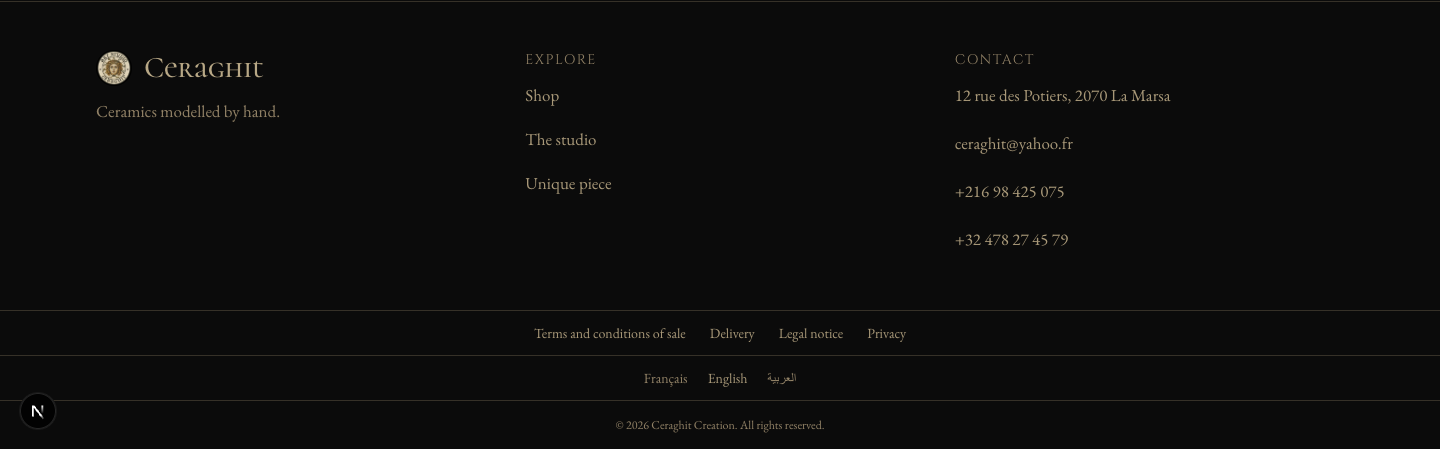 Ceraghit
Ceramics modelled by hand.
EXPLORE
Shop
The studio
Unique piece
CONTACT
12 rue des Potiers, 2070 La Marsa
ceraghit@yahoo.fr
+216 98 425 075
+32 478 27 45 79
Terms and conditions of sale Delivery Legal notice Privacy
Français English العربية
N
© 2026 Ceraghit Creation. All rights reserved.